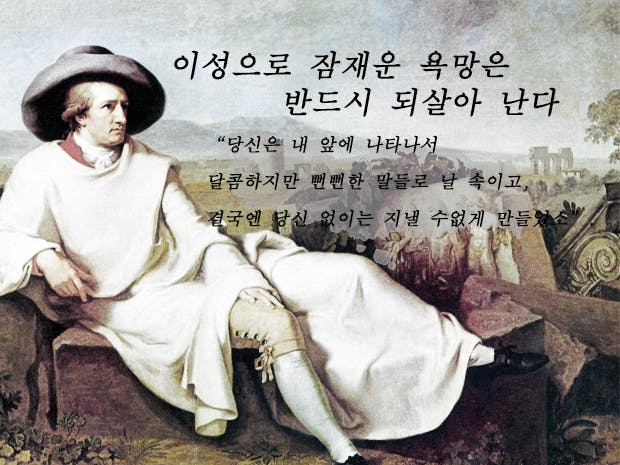 이성으로 잠재운 욕망은
반드시 되살아 난다
“당신은 내 앞에 나타나서
달콤하지만 뻔뻔한 말들로 날 속이고,
결국엔 당신 없이는 지낼 수없게 만들었소” .